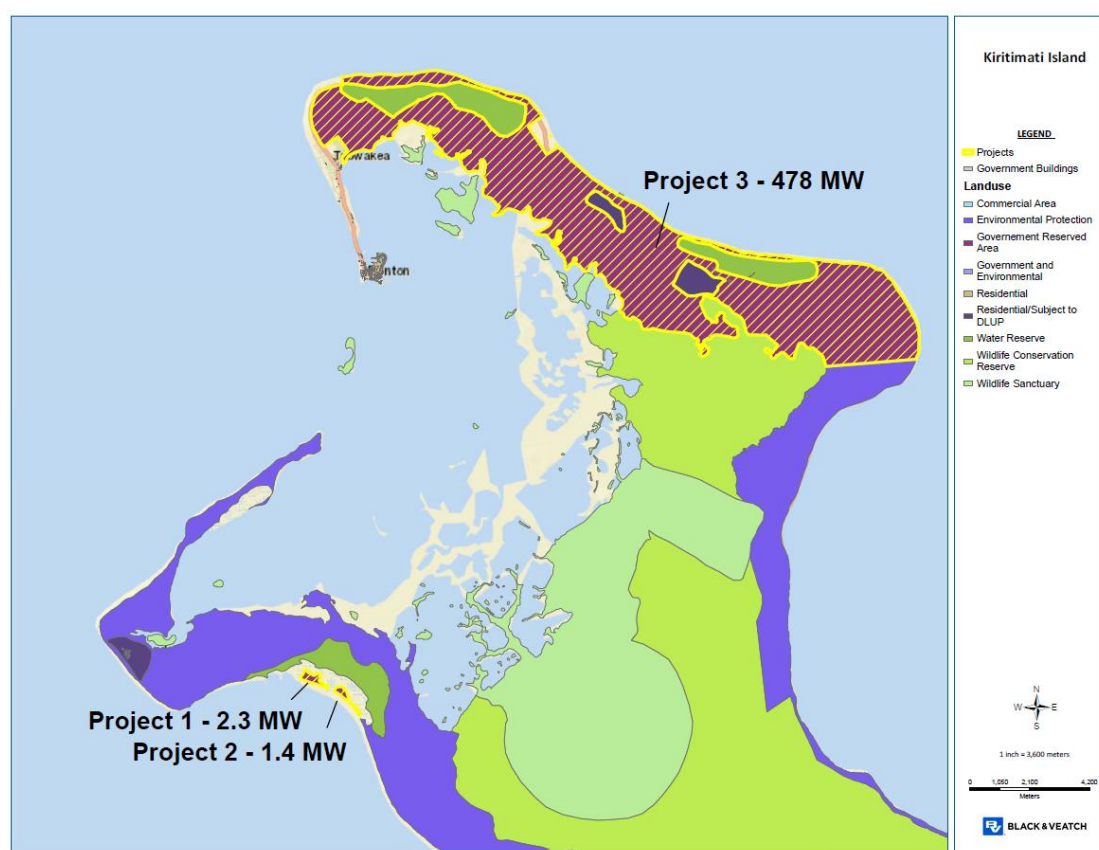 Kiritimati Island
LEGEND
Projects
Government Buildings
Landuse
Commercial Area
Environmental Protection
Governement Reserved
Area
Government and
Environmental
Residential
Residential/Subject to
DLUP
Water Reserve
Wildlife Conservation
Reserve
Wildlife Sanctuary
Project 3 - 478 MW
Project 1 - 2.3 MW
Project 2 - 1.4 MW
N
W E
S
1 inch = 3,600 meters
0 1,050 2,100 4,200
Meters
BV BLACK & VEATCH